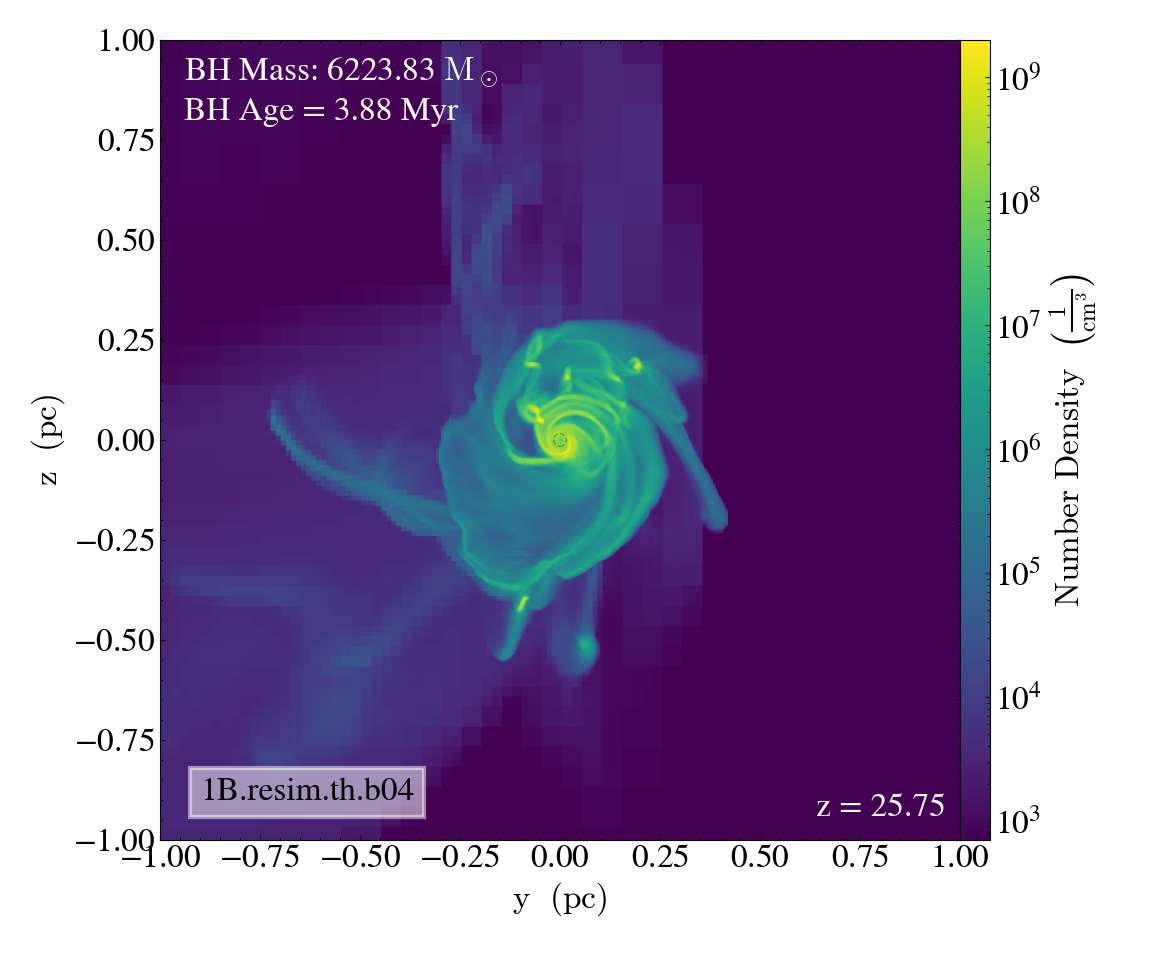 BH Mass: 6223.83 M⊙
BH Age = 3.88 Myr
1.00
0.75
0.50
0.25
0.00
−0.25
−0.50
−0.75
−1.00
z (pc)
1B.resim.th.b04
z = 25.75
−1.00 −0.75 −0.50 −0.25 0.00 0.25 0.50 0.75 1.00
y (pc)
10⁹
10⁸
10⁷
10⁶
10⁵
10⁴
10³
Number Density (1/cm³)